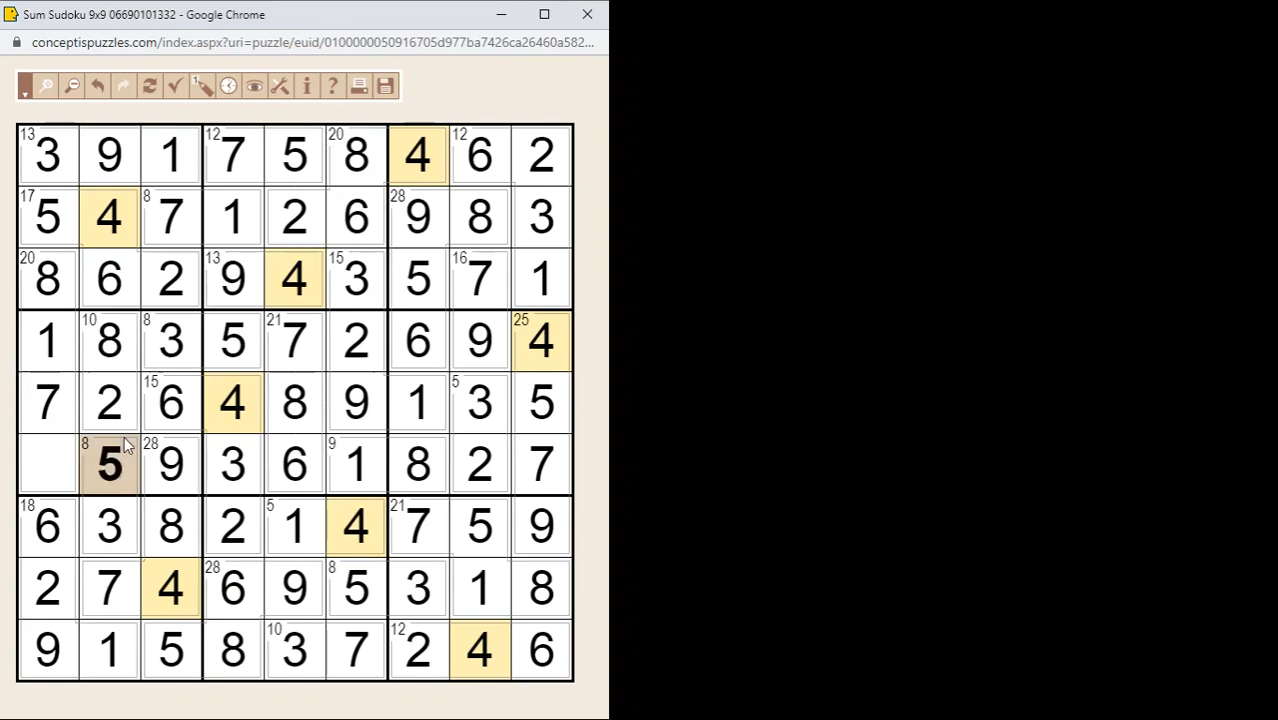 Sum Sudoku 9x9 06690101332 - Google Chrome
conceptispuzzles.com/index.aspx?uri=puzzle/euid/0100000050916705d977ba7426ca26460a582...
13 3 9 1 12 7 5 20 8 4 12 6 2
17 5 4 8 7 1 2 6 28 9 8 3
20 8 6 2 13 9 4 15 3 5 16 7 1
1 10 8 8 3 5 21 7 2 6 9 25 4
7 2 15 6 4 8 9 1 5 3 5
8 5 28 9 3 6 9 1 8 2 7
18 6 3 8 2 5 1 4 21 7 5 9
2 7 4 28 6 9 8 5 3 1 8
9 1 5 8 10 3 7 12 2 4 6